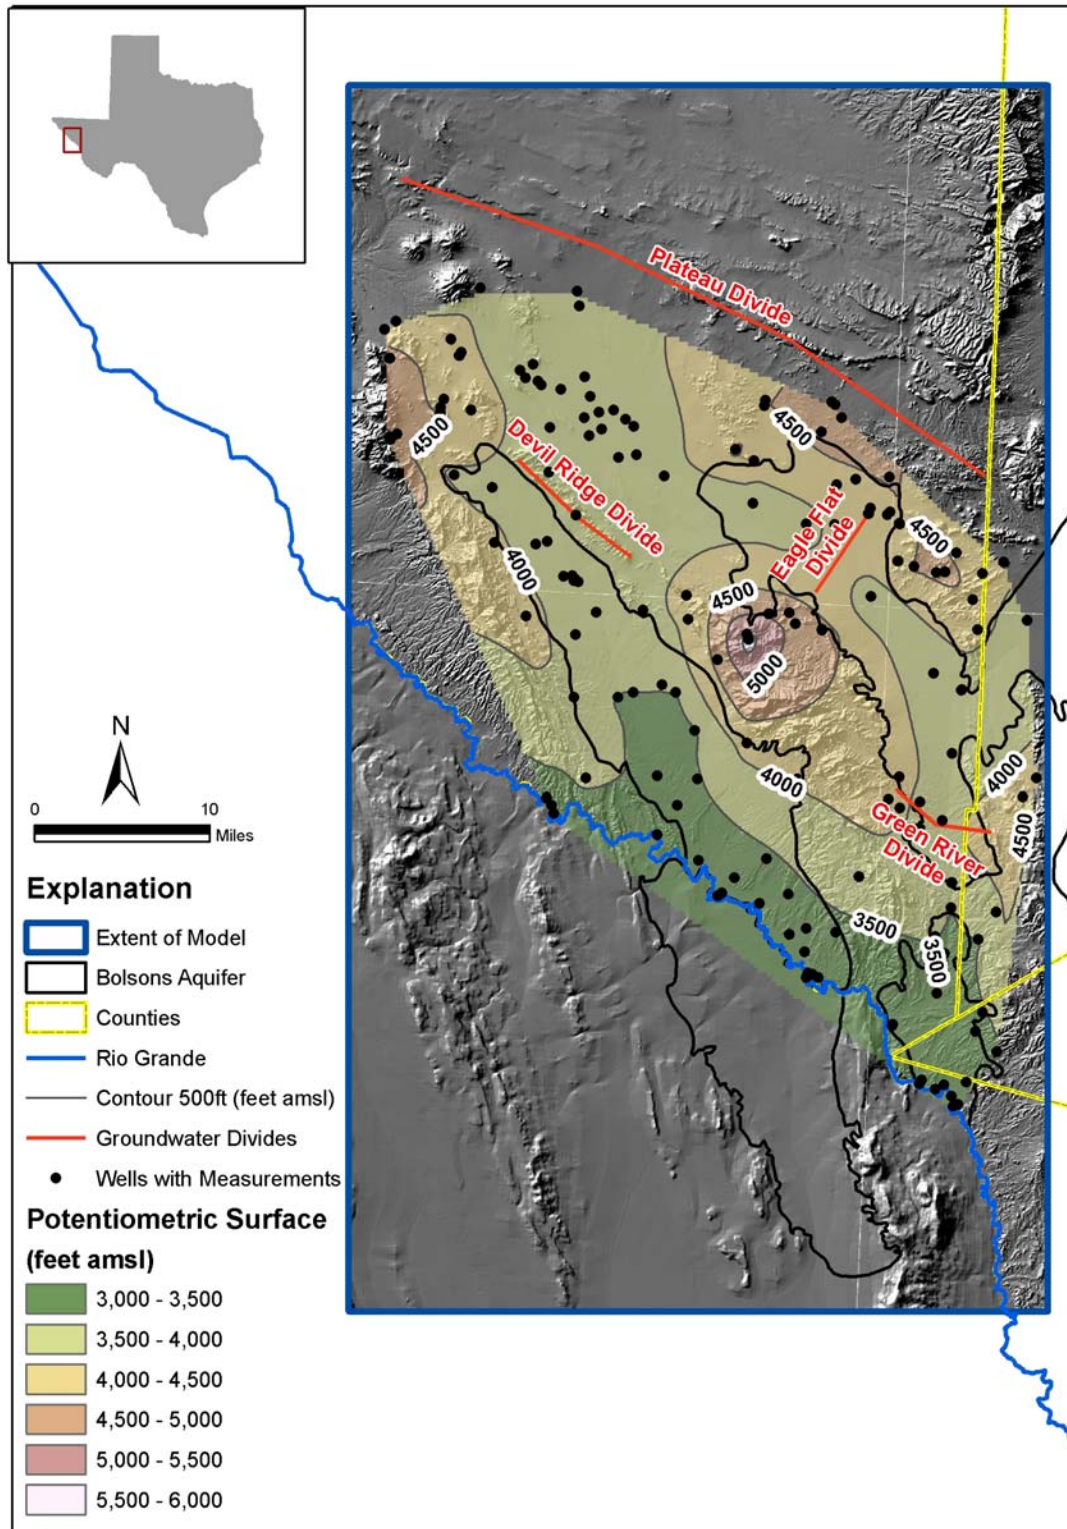 Plateau Divide
4500
4500
Devil Ridge Divide
Eagle Flat
Divide
4500
4000
4500
5000
N
0 10
Miles
4000
4000
4500
Green River
Divide
3500
3500
Explanation
Extent of Model
Bolsons Aquifer
Counties
Rio Grande
Contour 500ft (feet amsl)
Groundwater Divides
Wells with Measurements
Potentiometric Surface
(feet amsl)
3,000 - 3,500
3,500 - 4,000
4,000 - 4,500
4,500 - 5,000
5,000 - 5,500
5,500 - 6,000